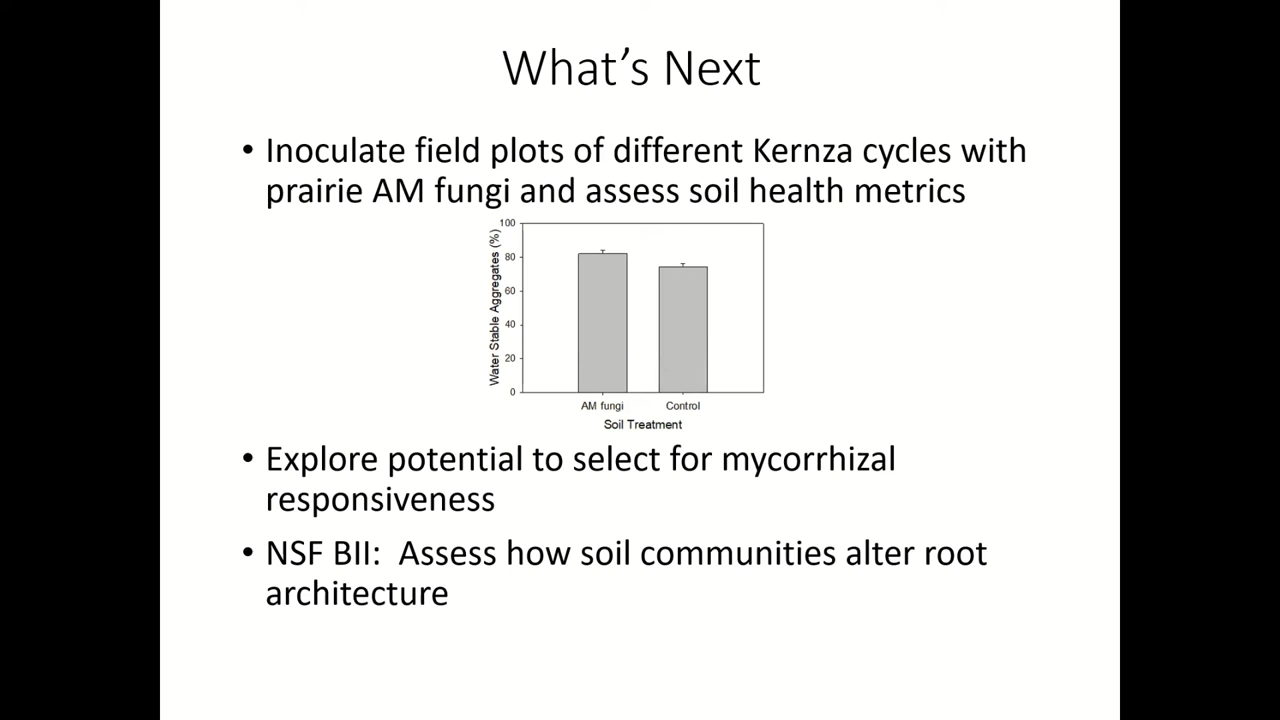 What’s Next
• Inoculate field plots of different Kernza cycles with
prairie AM fungi and assess soil health metrics
100
80
60
40
20
0
Water Stable Aggregates (%)
AM fungi Control
Soil Treatment
• Explore potential to select for mycorrhizal
responsiveness
• NSF BII:  Assess how soil communities alter root
architecture